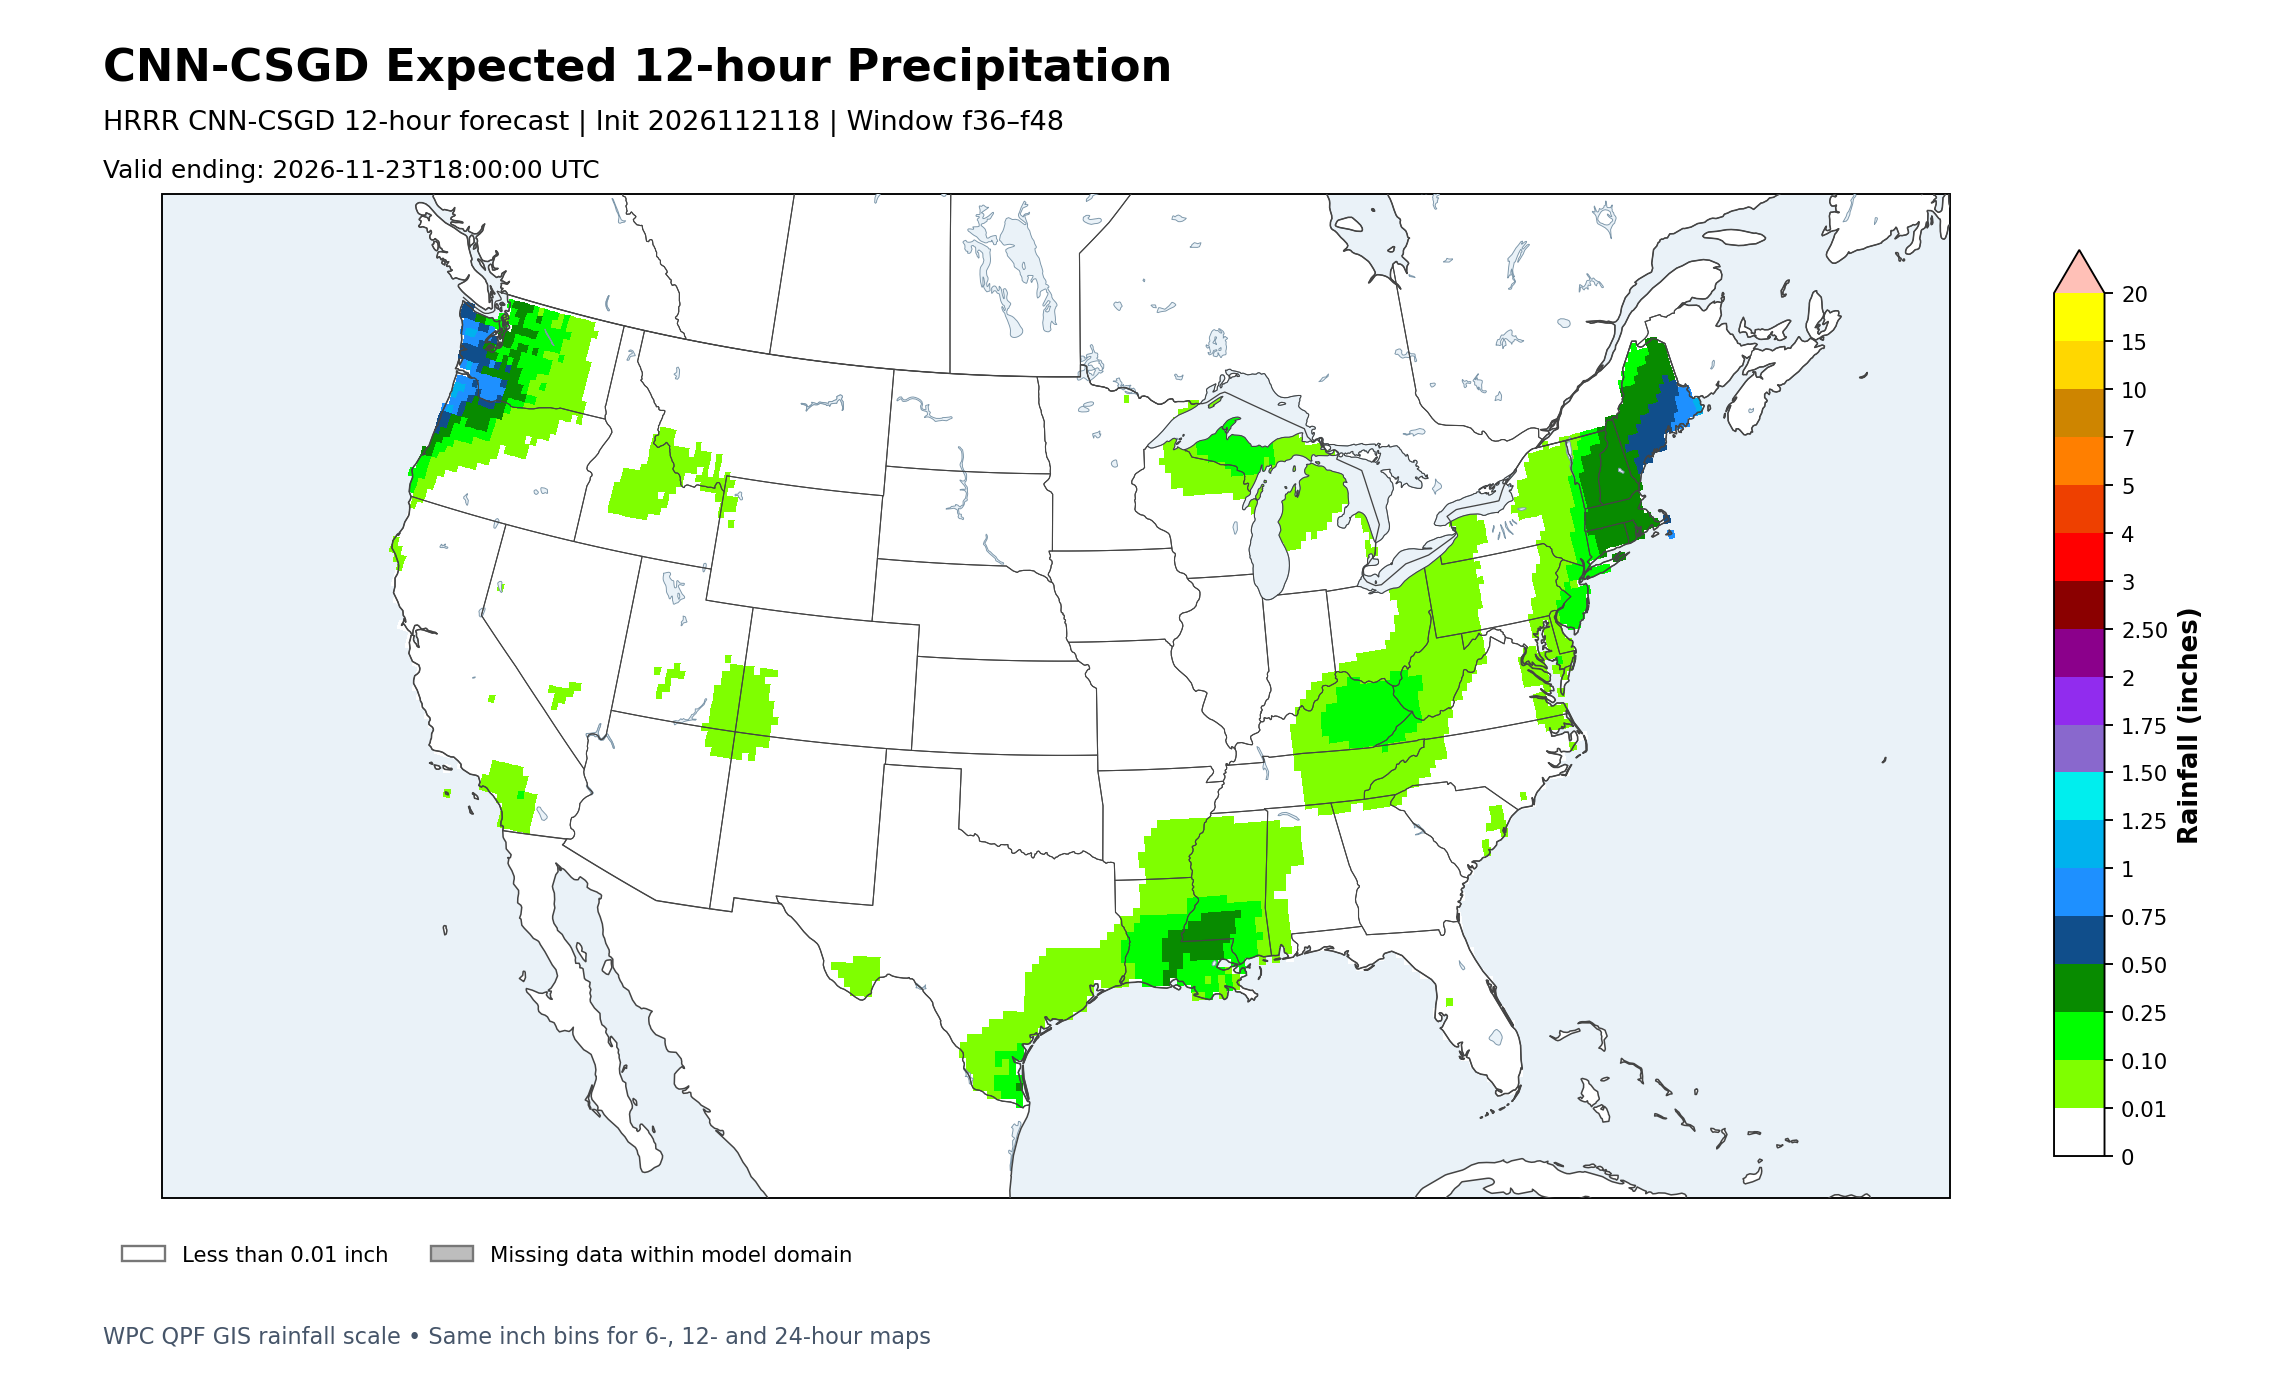 CNN-CSGD Expected 12-hour Precipitation
HRRR CNN-CSGD 12-hour forecast | Init 2026112118 | Window f36–f48
Valid ending: 2026-11-23T18:00:00 UTC
20
15
10
7
5
4
3
2.50
2
1.75
1.50
1.25
1
0.75
0.50
0.25
0.10
0.01
0
Rainfall (inches)
Less than 0.01 inch
Missing data within model domain
WPC QPF GIS rainfall scale • Same inch bins for 6-, 12- and 24-hour maps